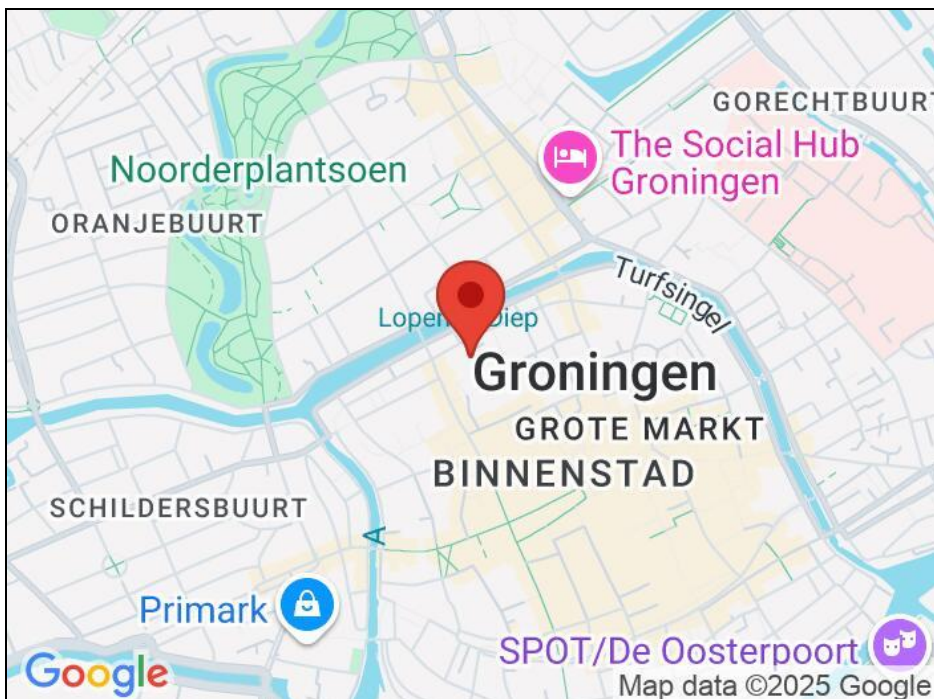 GORECHTBUURT
The Social Hub
Groningen
Noorderplantsoen
ORANJEBUURT
Turfsingel
Diep
Groningen
GROTE MARKT
BINNENSTAD
SCHILDERSBUURT
A
Primark
SPOT/De Oosterpoort
Google
Map data ©2025 Google